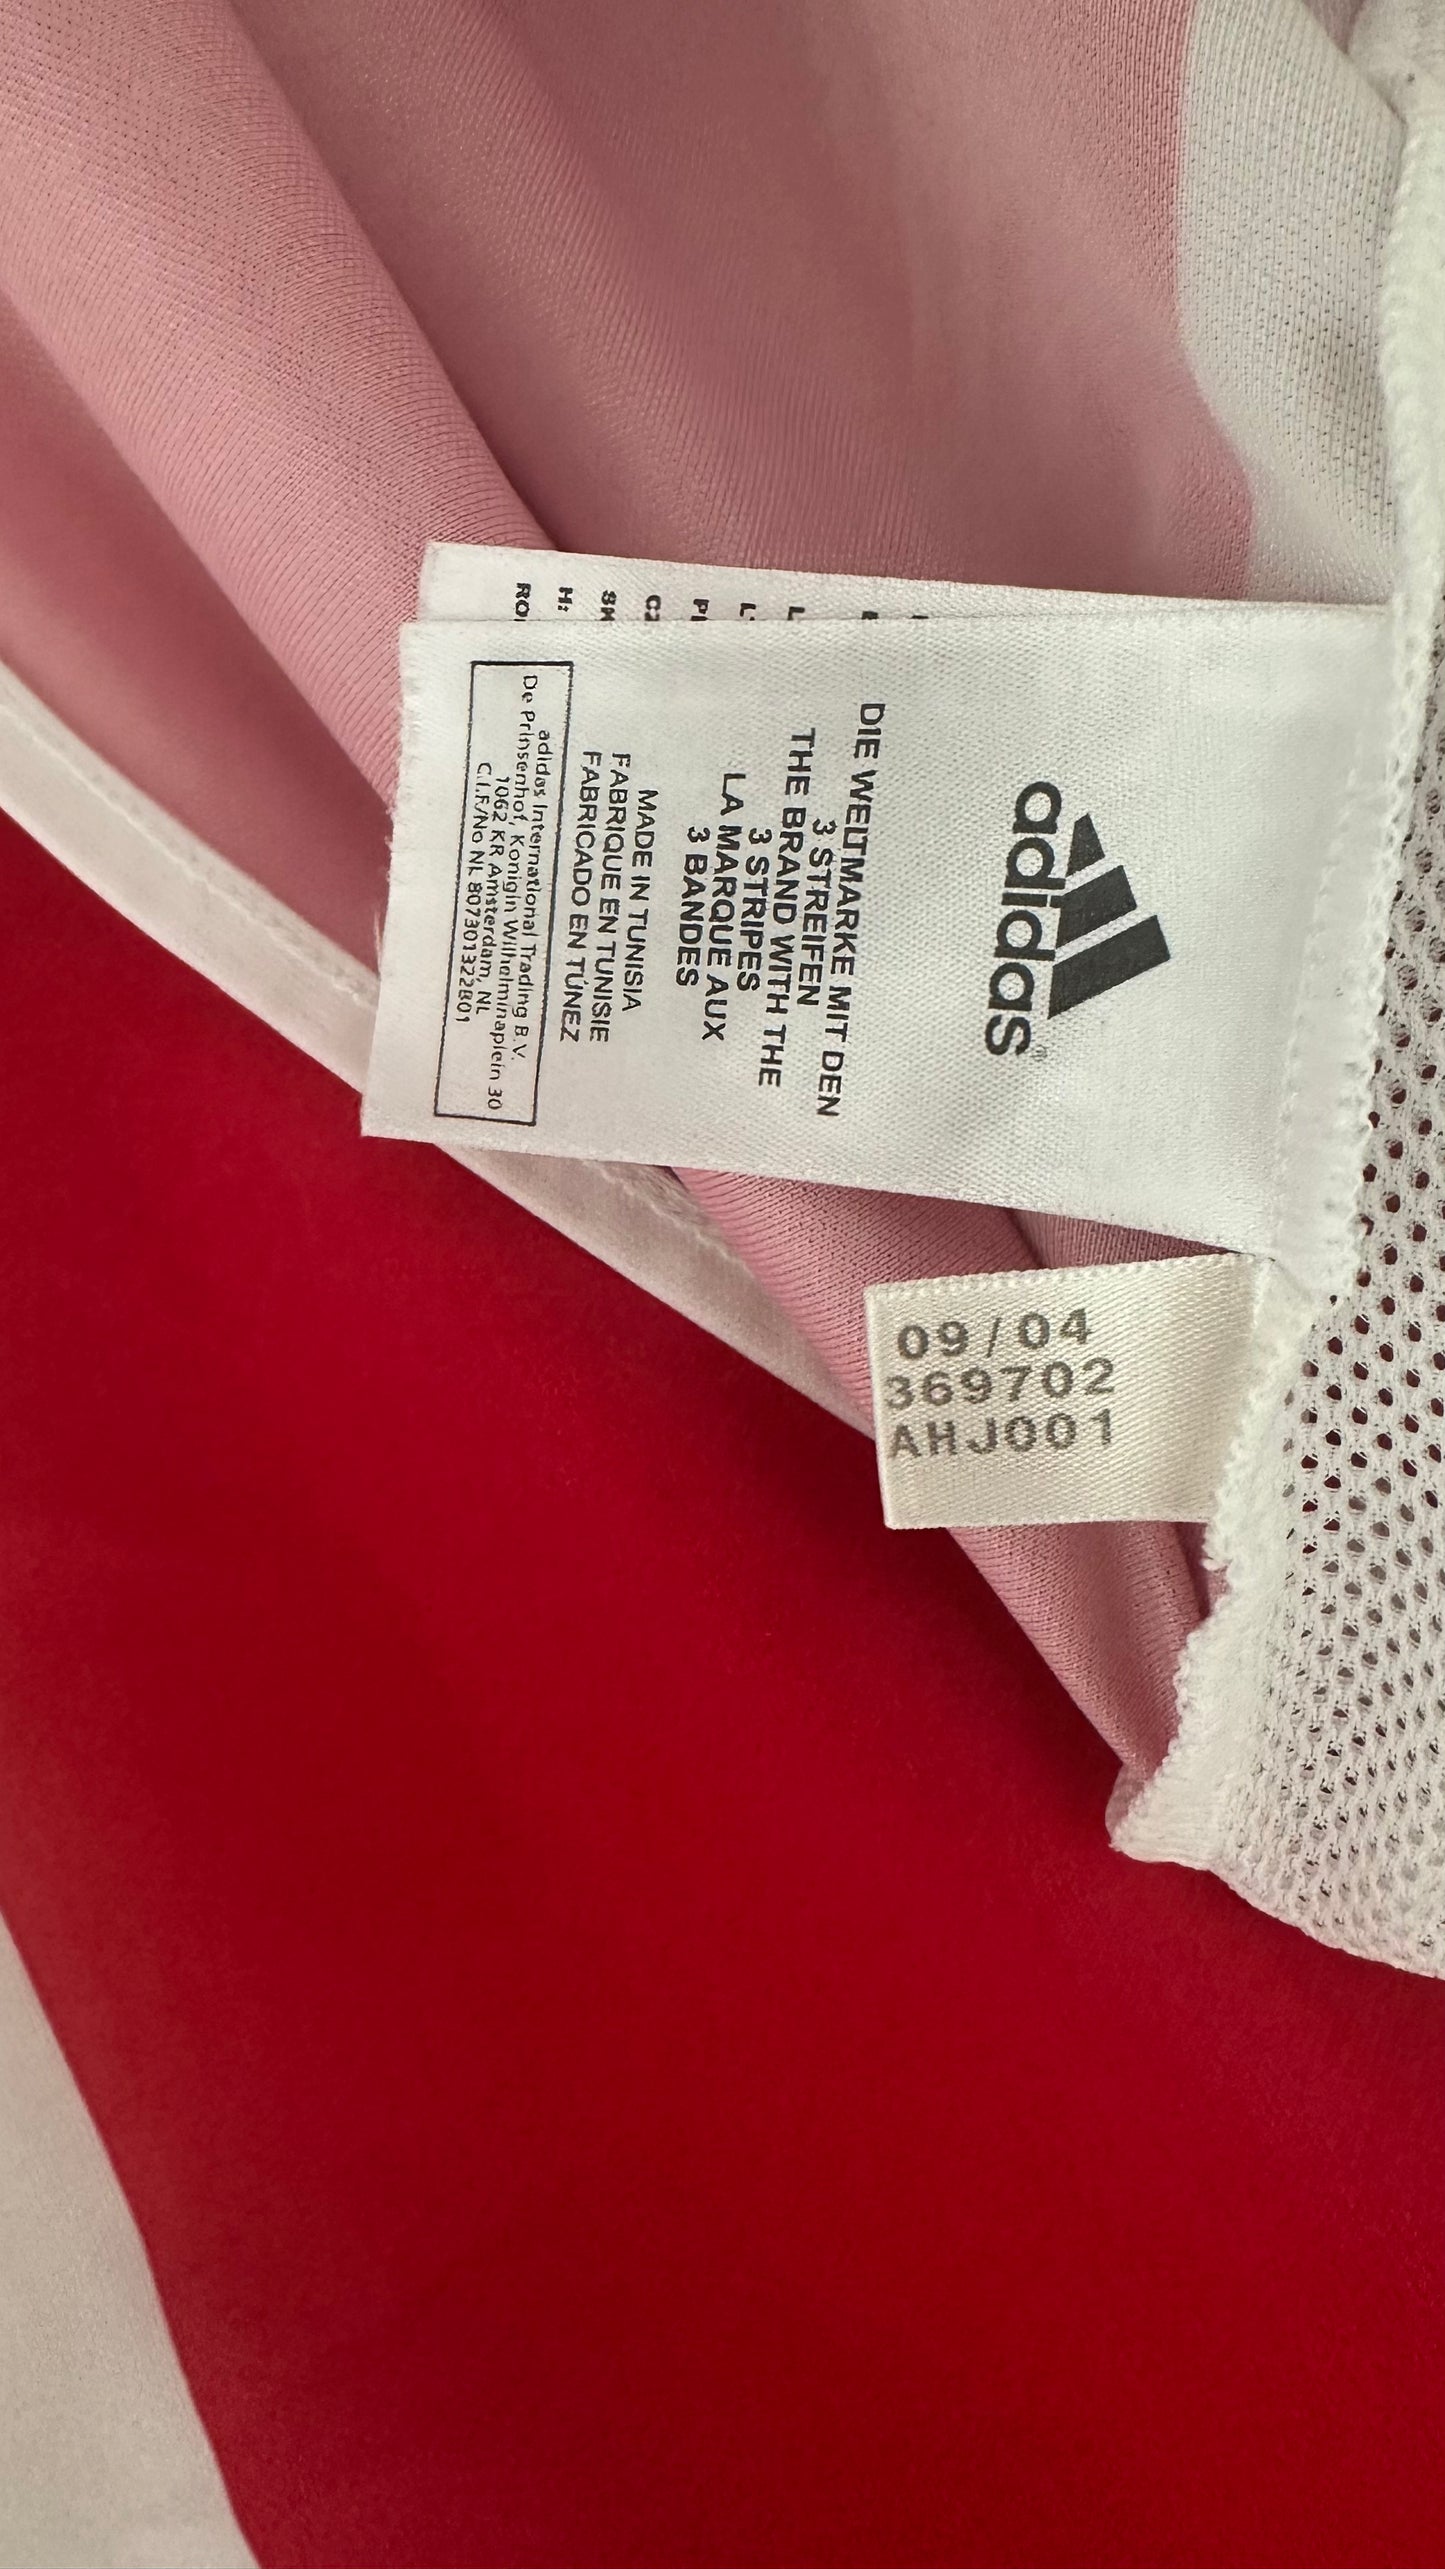 adidas
DIE WELTMARKE MIT DEN
3 STREIFEN
THE BRAND WITH THE
3 STRIPES
LA MARQUE AUX
3 BANDES
MADE IN TUNISIA
FABRIQUE EN TUNISIE
FABRICADO EN TÚNEZ
adidas International Trading B.V.
De Prinsenhof, Konigin Wilhelminaplein 30
1062 KR Amsterdam, NL
C.I.F./No NL 807301322B01
09/04
369702
AHJ001